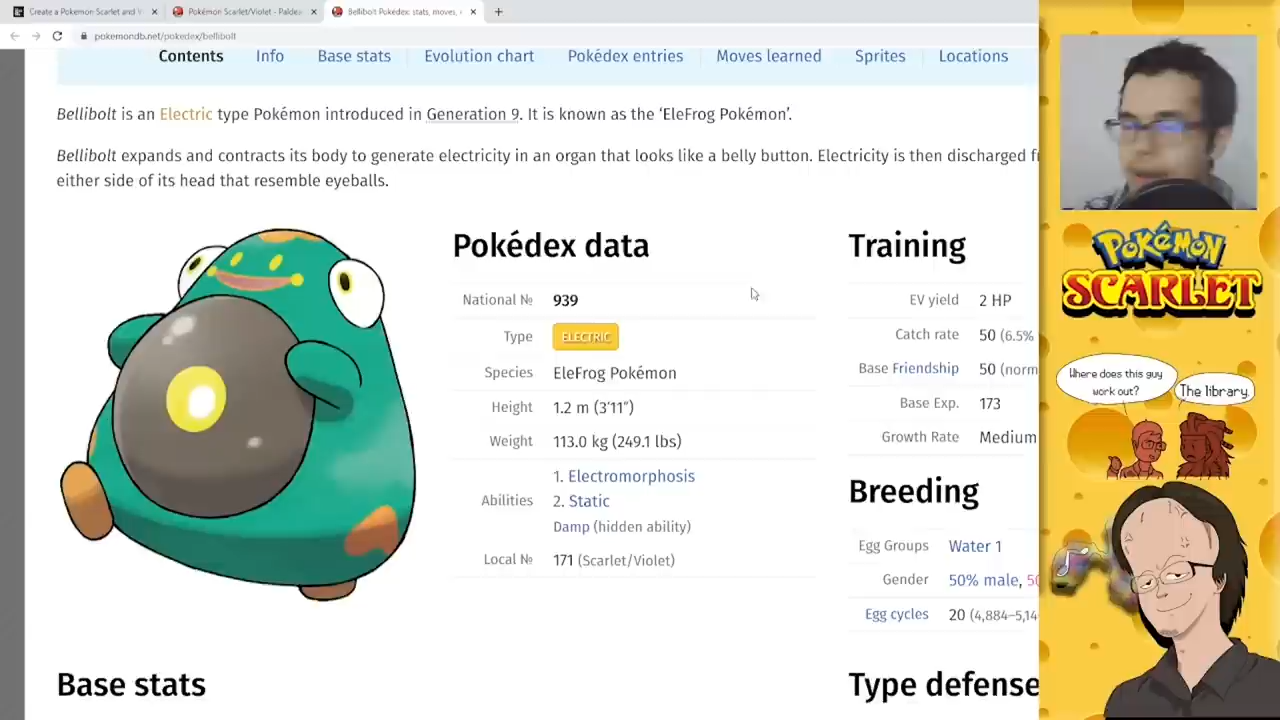 Create a Pokemon Scarlet and V
Pokémon Scarlet/Violet - Paldea
Bellibolt Pokédex: stats, moves,
pokemondb.net/pokedex/bellibolt
Contents Info Base stats Evolution chart Pokédex entries Moves learned Sprites Locations
Bellibolt is an Electric type Pokémon introduced in Generation 9. It is known as the ‘EleFrog Pokémon’.
Bellibolt expands and contracts its body to generate electricity in an organ that looks like a belly button. Electricity is then discharged fr
either side of its head that resemble eyeballs.
Pokédex data
National № 939
Type ELECTRIC
Species EleFrog Pokémon
Height 1.2 m (3′11″)
Weight 113.0 kg (249.1 lbs)
Abilities
1. Electromorphosis
2. Static
Damp (hidden ability)
Local № 171 (Scarlet/Violet)
Training
EV yield 2 HP
Catch rate 50 (6.5%
Base Friendship 50 (norm
Base Exp. 173
Growth Rate Medium
Breeding
Egg Groups Water 1
Gender 50% male, 50
Egg cycles 20 (4,884–5,14
Base stats
Type defense
POKéMON
SCARLET
Where does this guy
work out?
The library.